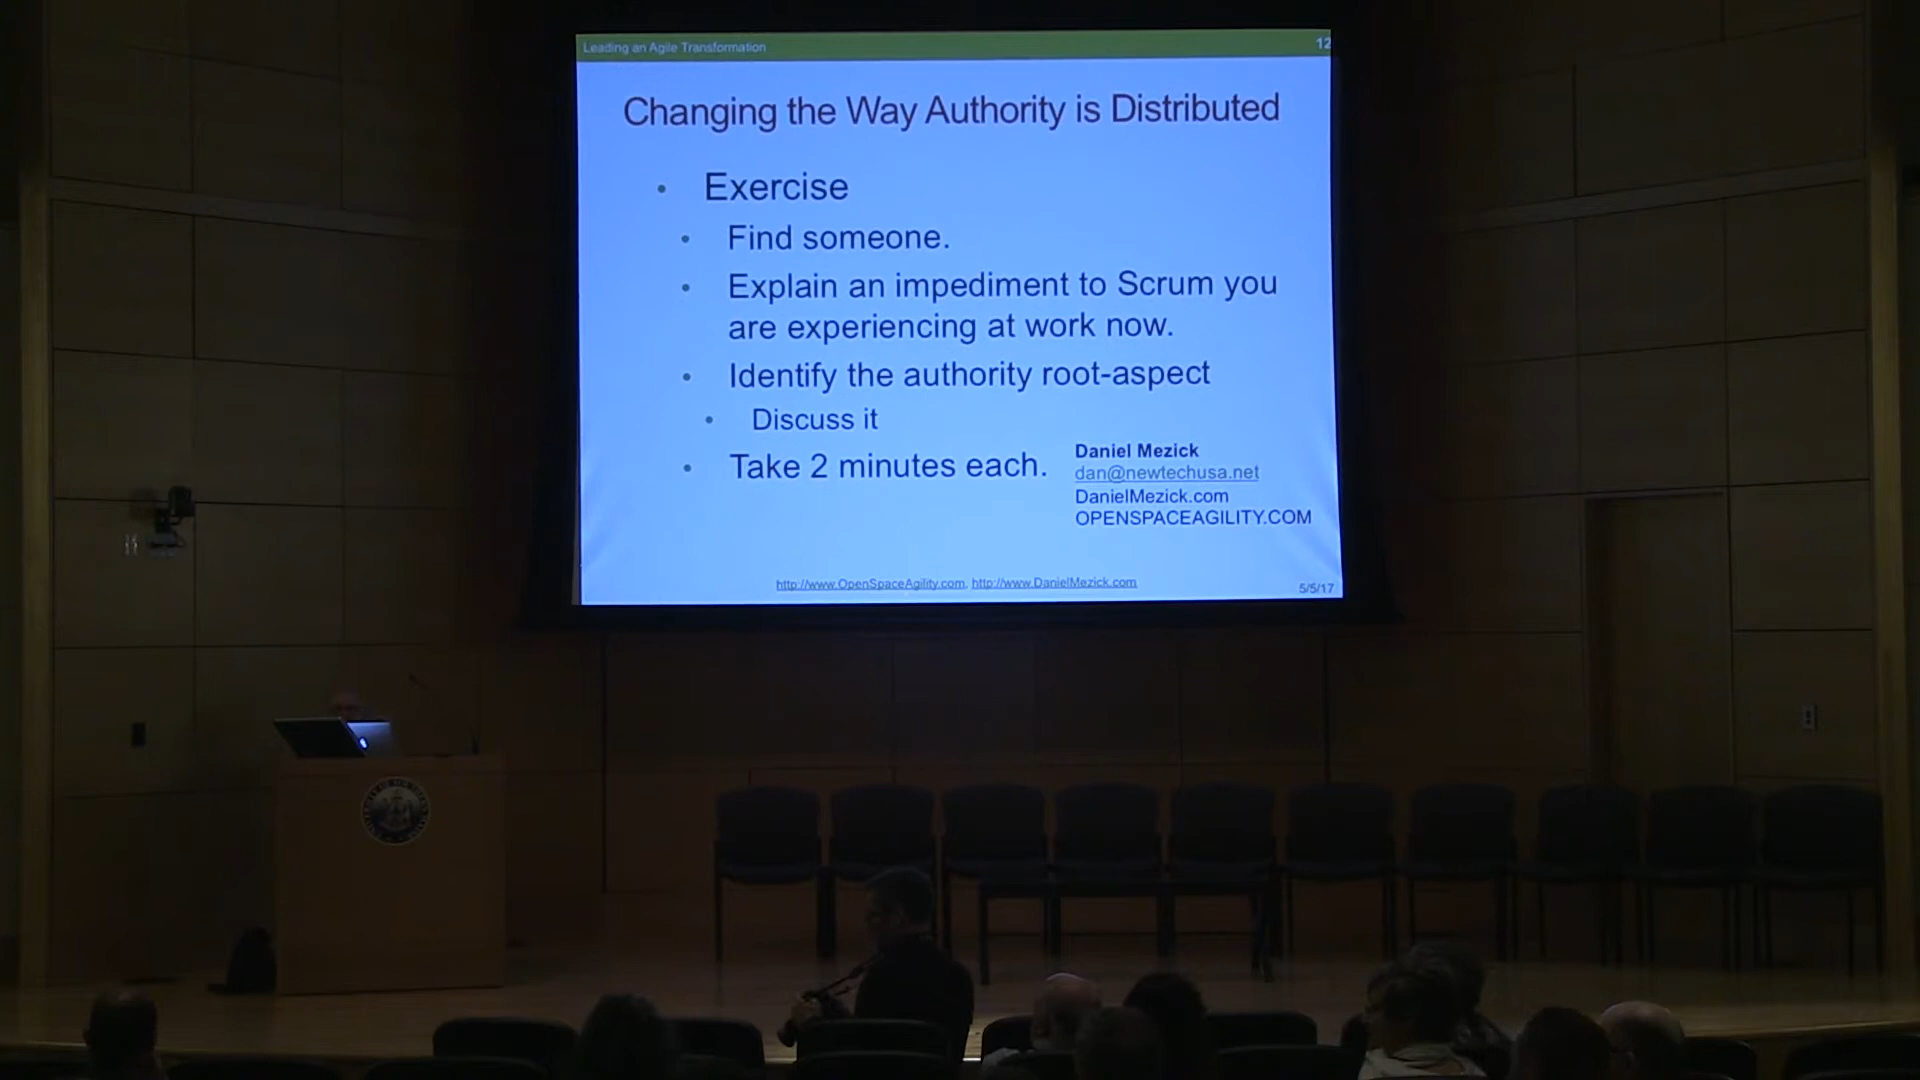 Leading an Agile Transformation
12
Changing the Way Authority is Distributed
• Exercise
• Find someone.
• Explain an impediment to Scrum you
are experiencing at work now.
• Identify the authority root-aspect
• Discuss it
• Take 2 minutes each.
Daniel Mezick
dan@newtechusa.net
DanielMezick.com
OPENSPACEAGILITY.COM
http://www.OpenSpaceAgility.com, http://www.DanielMezick.com
5/5/17